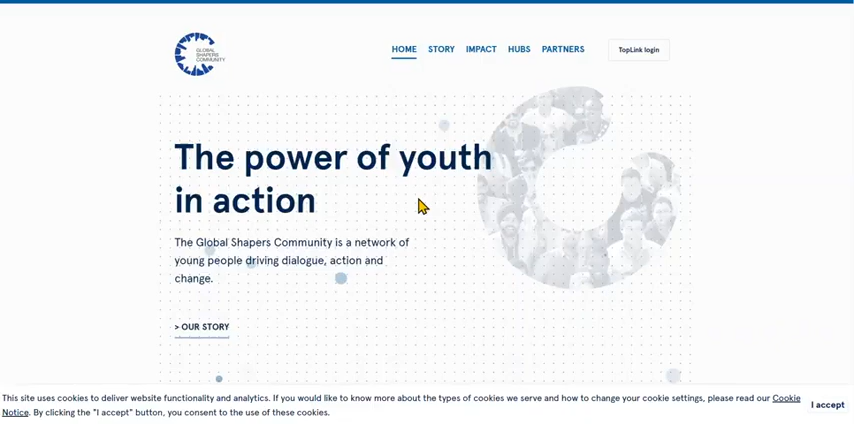 GLOBAL
SHAPERS
COMMUNITY
HOME STORY IMPACT HUBS PARTNERS TopLink login
The power of youth
in action
The Global Shapers Community is a network of
young people driving dialogue, action and
change.
> OUR STORY
This site uses cookies to deliver website functionality and analytics. If you would like to know more about the types of cookies we serve and how to change your cookie settings, please read our Cookie
Notice. By clicking the "I accept" button, you consent to the use of these cookies.
I accept